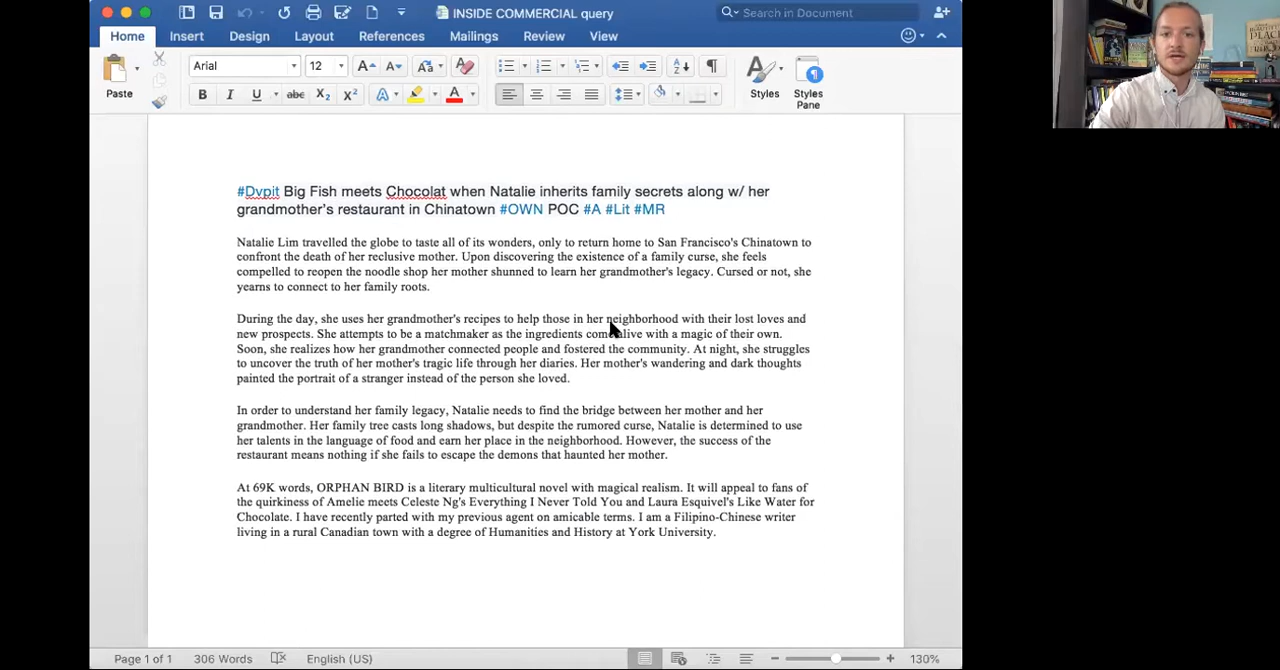 INSIDE COMMERCIAL query
Search in Document
Home Insert Design Layout References Mailings Review View
Paste
Arial 12
Styles
Styles Pane
#Dvpit Big Fish meets Chocolat when Natalie inherits family secrets along w/ her
grandmother's restaurant in Chinatown #OWN POC #A #Lit #MR
Natalie Lim travelled the globe to taste all of its wonders, only to return home to San Francisco's Chinatown to
confront the death of her reclusive mother. Upon discovering the existence of a family curse, she feels
compelled to reopen the noodle shop her mother shunned to learn her grandmother's legacy. Cursed or not, she
yearns to connect to her family roots.
During the day, she uses her grandmother's recipes to help those in her neighborhood with their lost loves and
new prospects. She attempts to be a matchmaker as the ingredients come alive with a magic of their own.
Soon, she realizes how her grandmother connected people and fostered the community. At night, she struggles
to uncover the truth of her mother's tragic life through her diaries. Her mother's wandering and dark thoughts
painted the portrait of a stranger instead of the person she loved.
In order to understand her family legacy, Natalie needs to find the bridge between her mother and her
grandmother. Her family tree casts long shadows, but despite the rumored curse, Natalie is determined to use
her talents in the language of food and earn her place in the neighborhood. However, the success of the
restaurant means nothing if she fails to escape the demons that haunted her mother.
At 69K words, ORPHAN BIRD is a literary multicultural novel with magical realism. It will appeal to fans of
the quirkiness of Amelie meets Celeste Ng's Everything I Never Told You and Laura Esquivel's Like Water for
Chocolate. I have recently parted with my previous agent on amicable terms. I am a Filipino-Chinese writer
living in a rural Canadian town with a degree of Humanities and History at York University.
Page 1 of 1 306 Words English (US) 130%